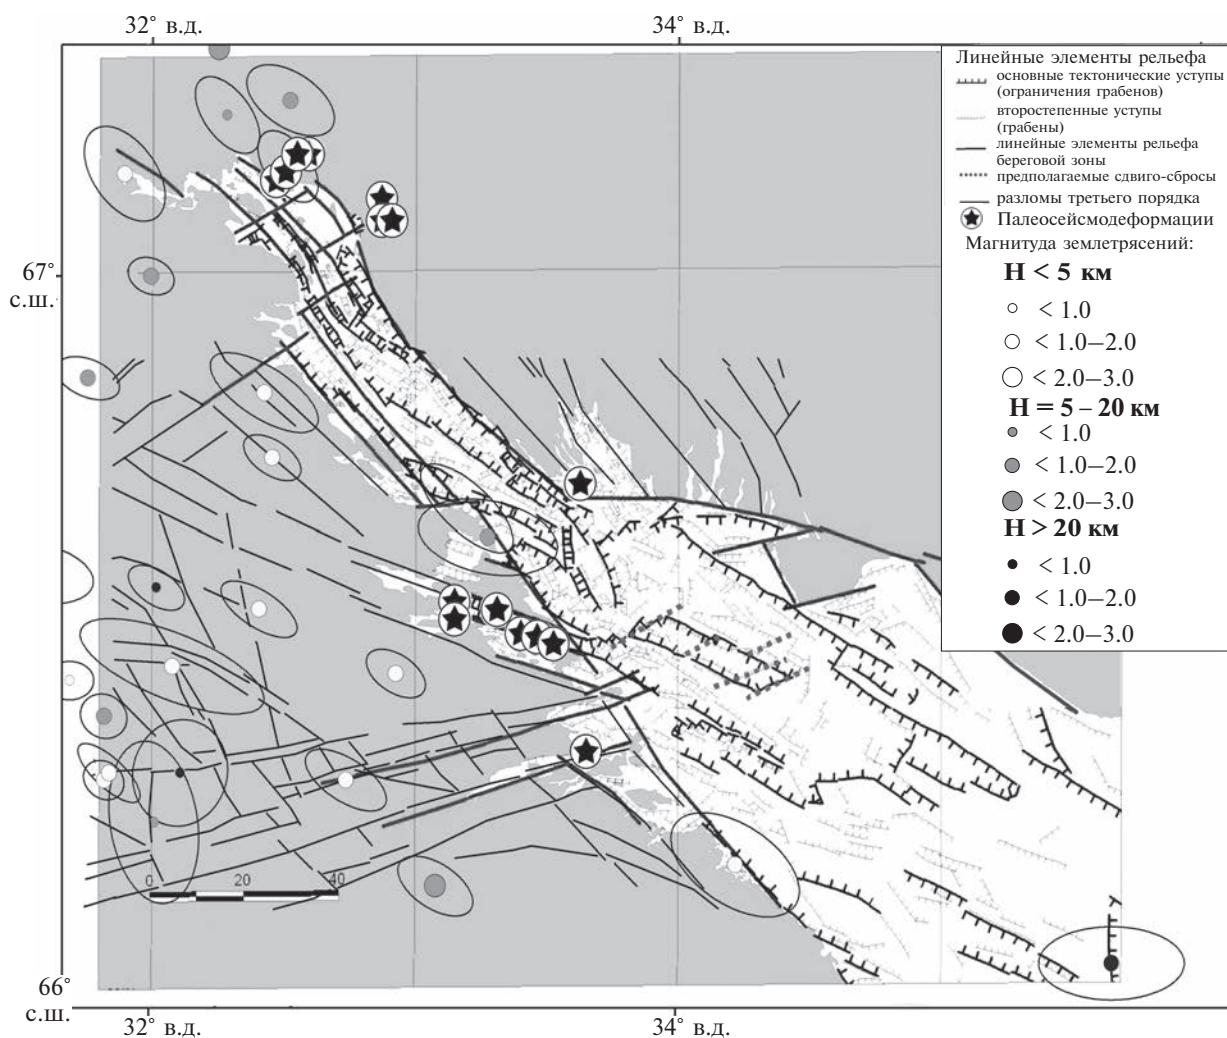 32° в.д.
34° в.д.
Линейные элементы рельефа
основные тектонические уступы
(ограничения грабенов)
второстепенные уступы
(грабены)
линейные элементы рельефа
береговой зоны
предполагаемые сдвиго-сбросы
разломы третьего порядка
Палеосейсмодеформации
Магнитуда землетрясений:
H < 5 км
< 1.0
< 1.0–2.0
< 2.0–3.0
H = 5 – 20 км
< 1.0
< 1.0–2.0
< 2.0–3.0
H > 20 км
< 1.0
< 1.0–2.0
< 2.0–3.0
67°
с.ш.
0 20 40
66°
с.ш.
32° в.д.
34° в.д.